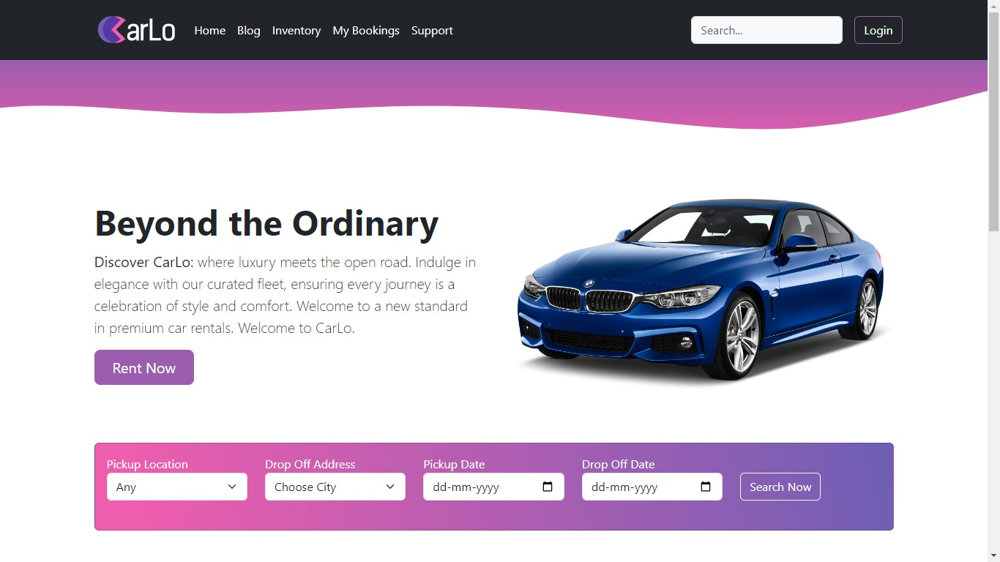 CarLo
Home Blog Inventory My Bookings Support
Search...
Login
Beyond the Ordinary
Discover CarLo: where luxury meets the open road. Indulge in
elegance with our curated fleet, ensuring every journey is a
celebration of style and comfort. Welcome to a new standard
in premium car rentals. Welcome to CarLo.
Rent Now
Pickup Location Drop Off Address Pickup Date Drop Off Date
Any Choose City dd-mm-yyyy dd-mm-yyyy Search Now